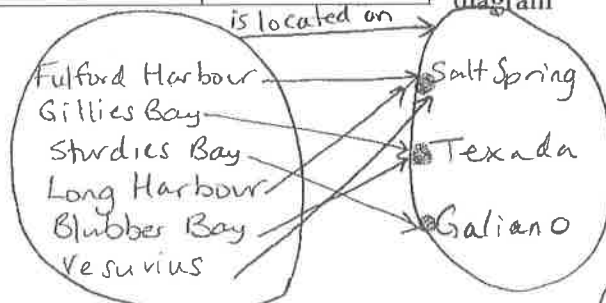 diagram
is located on
Fulford Harbour
Gillies Bay
Sturdies Bay
Long Harbour
Blubber Bay
Vesuvius
Salt Spring
Texada
Galiano